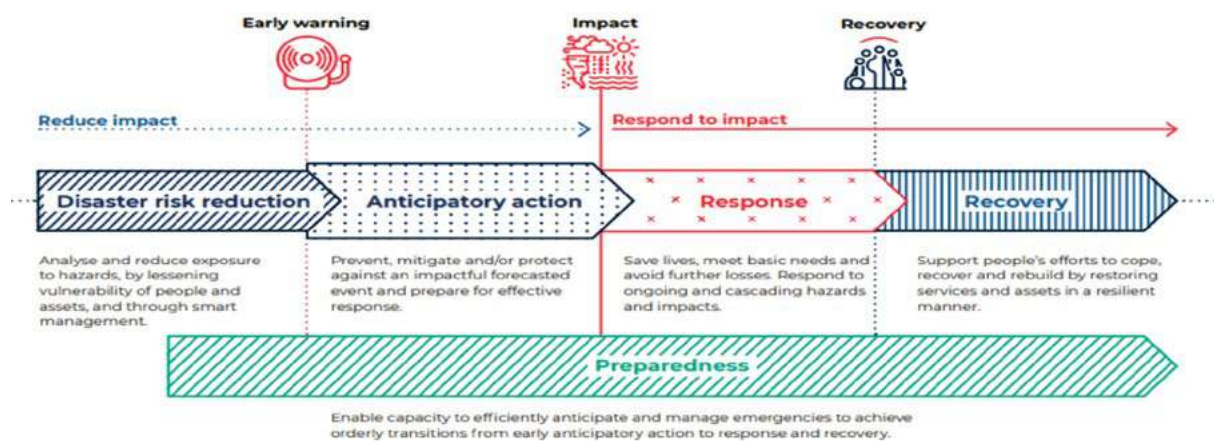 Early warning
Impact
Recovery
Reduce impact
Respond to impact
Disaster risk reduction
Anticipatory action
Response
Recovery
Analyse and reduce exposure
to hazards, by lessening
vulnerability of people and
assets, and through smart
management.
Prevent, mitigate and/or protect
against an impactful forecasted
event and prepare for effective
response.
Save lives, meet basic needs and
avoid further losses. Respond to
ongoing and cascading hazards
and impacts.
Support people's efforts to cope,
recover and rebuild by restoring
services and assets in a resilient
manner.
Preparedness
Enable capacity to efficiently anticipate and manage emergencies to achieve
orderly transitions from early anticipatory action to response and recovery.